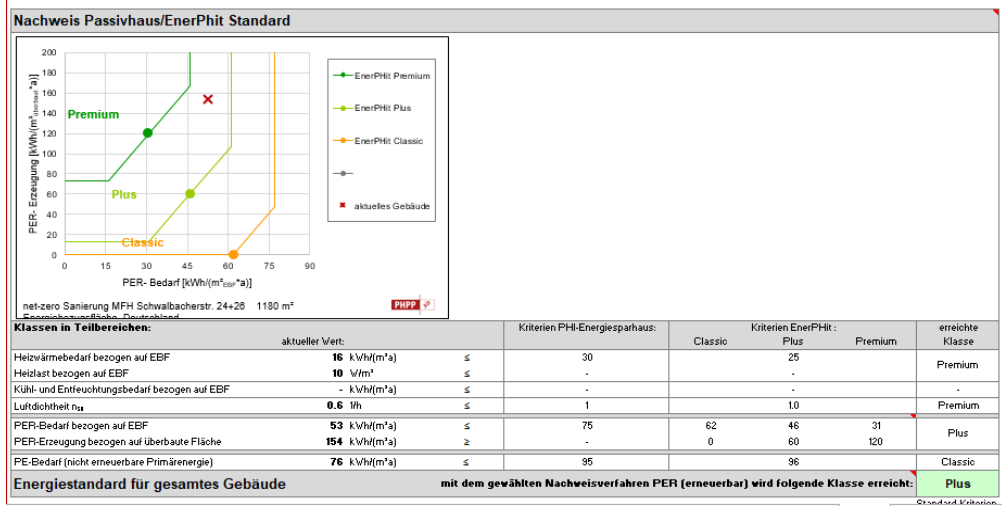 Nachweis Passivhaus/EnerPhit Standard
200
180
160
140
120
100
80
60
40
20
0
PER- Erzeugung [kWh/(m²überbaut*a)]
Premium
Plus
Classic
0 15 30 45 60 75 90
PER- Bedarf [kWh/(m²EBF*a)]
EnerPHit Premium
EnerPHit Plus
EnerPHit Classic
aktuelles Gebäude
net-zero Sanierung MFH Schwalbacherstr. 24+26 1180 m²
Energiebezugsfläche, Deutschland
PHPP
Klassen in Teilbereichen: Kriterien PHI-Energiesparhaus: Kriterien EnerPHit : erreichte
aktueller Wert: Classic Plus Premium Klasse
Heizwärmebedarf bezogen auf EBF 16 kWh/(m²a) ≤ 30 25 Premium
Heizlast bezogen auf EBF 10 W/m² ≤ - -
Kühl- und Entfeuchtungsbedarf bezogen auf EBF - kWh/(m²a) ≤ - - -
Luftdichtheit n50 0.6 1/h ≤ 1 1.0 Premium
PER-Bedarf bezogen auf EBF 53 kWh/(m²a) ≤ 75 62 46 31 Plus
PER-Erzeugung bezogen auf überbaute Fläche 154 kWh/(m²a) ≥ - 0 60 120
PE-Bedarf (nicht erneuerbare Primärenergie) 76 kWh/(m²a) ≤ 95 96 Classic
Energiestandard für gesamtes Gebäude mit dem gewählten Nachweisverfahren PER (erneuerbar) wird folgende Klasse erreicht: Plus
Standard-Kriterien